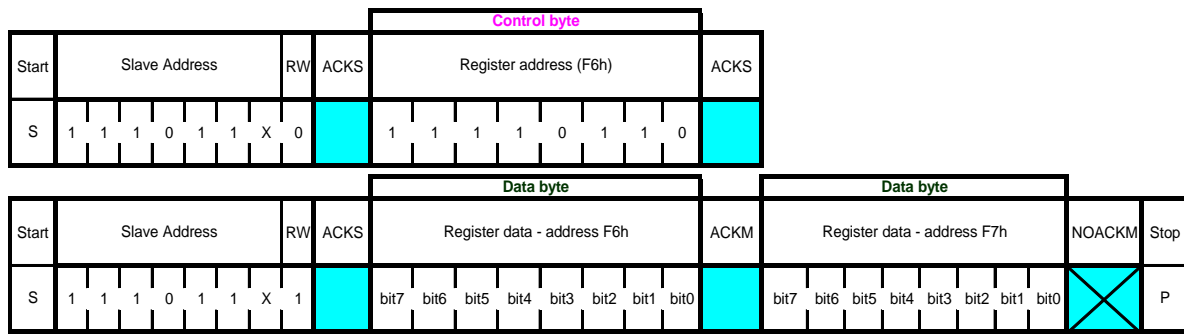 Control byte
Start Slave Address RW ACKS Register address (F6h) ACKS
S 1 1 1 0 1 1 X 0 1 1 1 1 0 1 1 0
Data byte Data byte
Start Slave Address RW ACKS Register data - address F6h ACKM Register data - address F7h NOACKM Stop
S 1 1 1 0 1 1 X 1 bit7 bit6 bit5 bit4 bit3 bit2 bit1 bit0 bit7 bit6 bit5 bit4 bit3 bit2 bit1 bit0 P